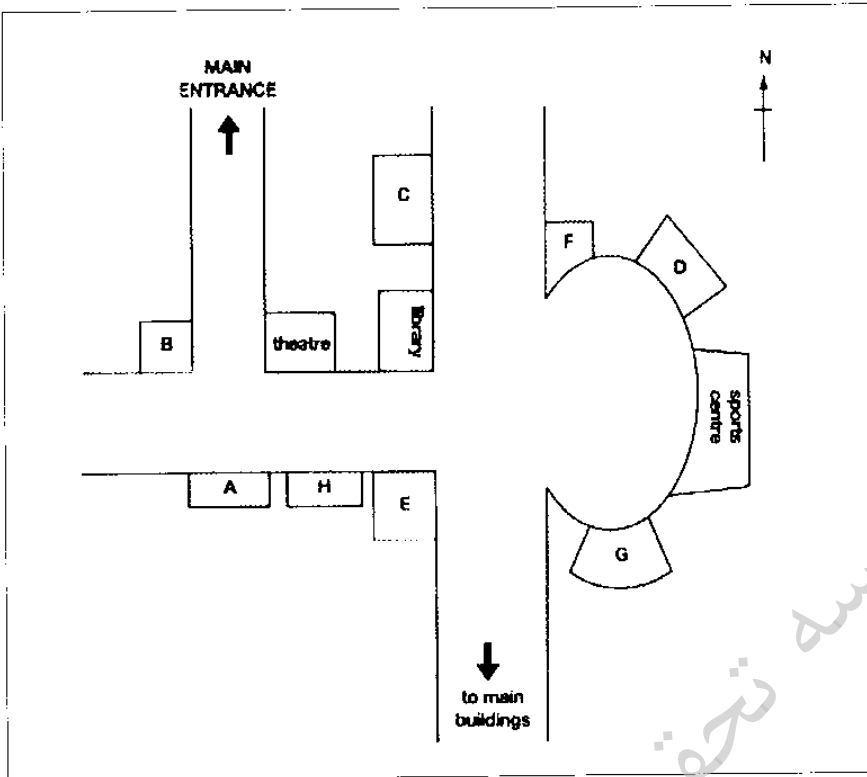 MAIN
ENTRANCE
N
C
F
D
B
theatre
library
sports
centre
A
H
E
G
to main
buildings